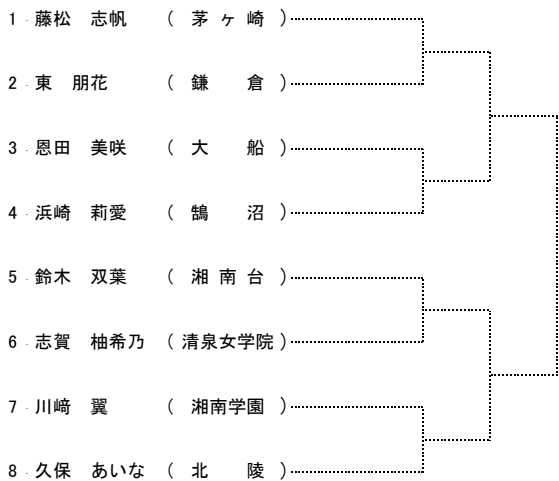 1 藤松 志帆 ( 茅ヶ崎 )
2 東 朋花 ( 鎌 倉 )
3 恩田 美咲 ( 大 船 )
4 浜崎 莉愛 ( 鵠 沼 )
5 鈴木 双葉 ( 湘南台 )
6 志賀 柚希乃 ( 清泉女学院 )
7 川﨑 翼 ( 湘南学園 )
8 久保 あいな ( 北 陵 )